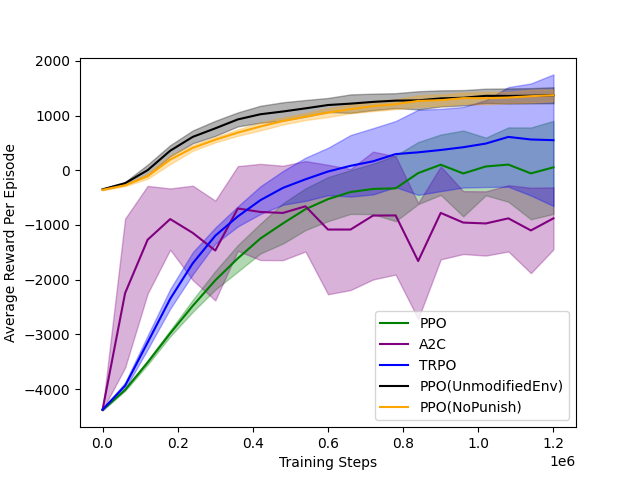 2000
1000
0
−1000
−2000
−3000
−4000
Average Reward Per Episode
0.0 0.2 0.4 0.6 0.8 1.0 1.2
1e6
Training Steps
PPO
A2C
TRPO
PPO(UnmodifiedEnv)
PPO(NoPunish)